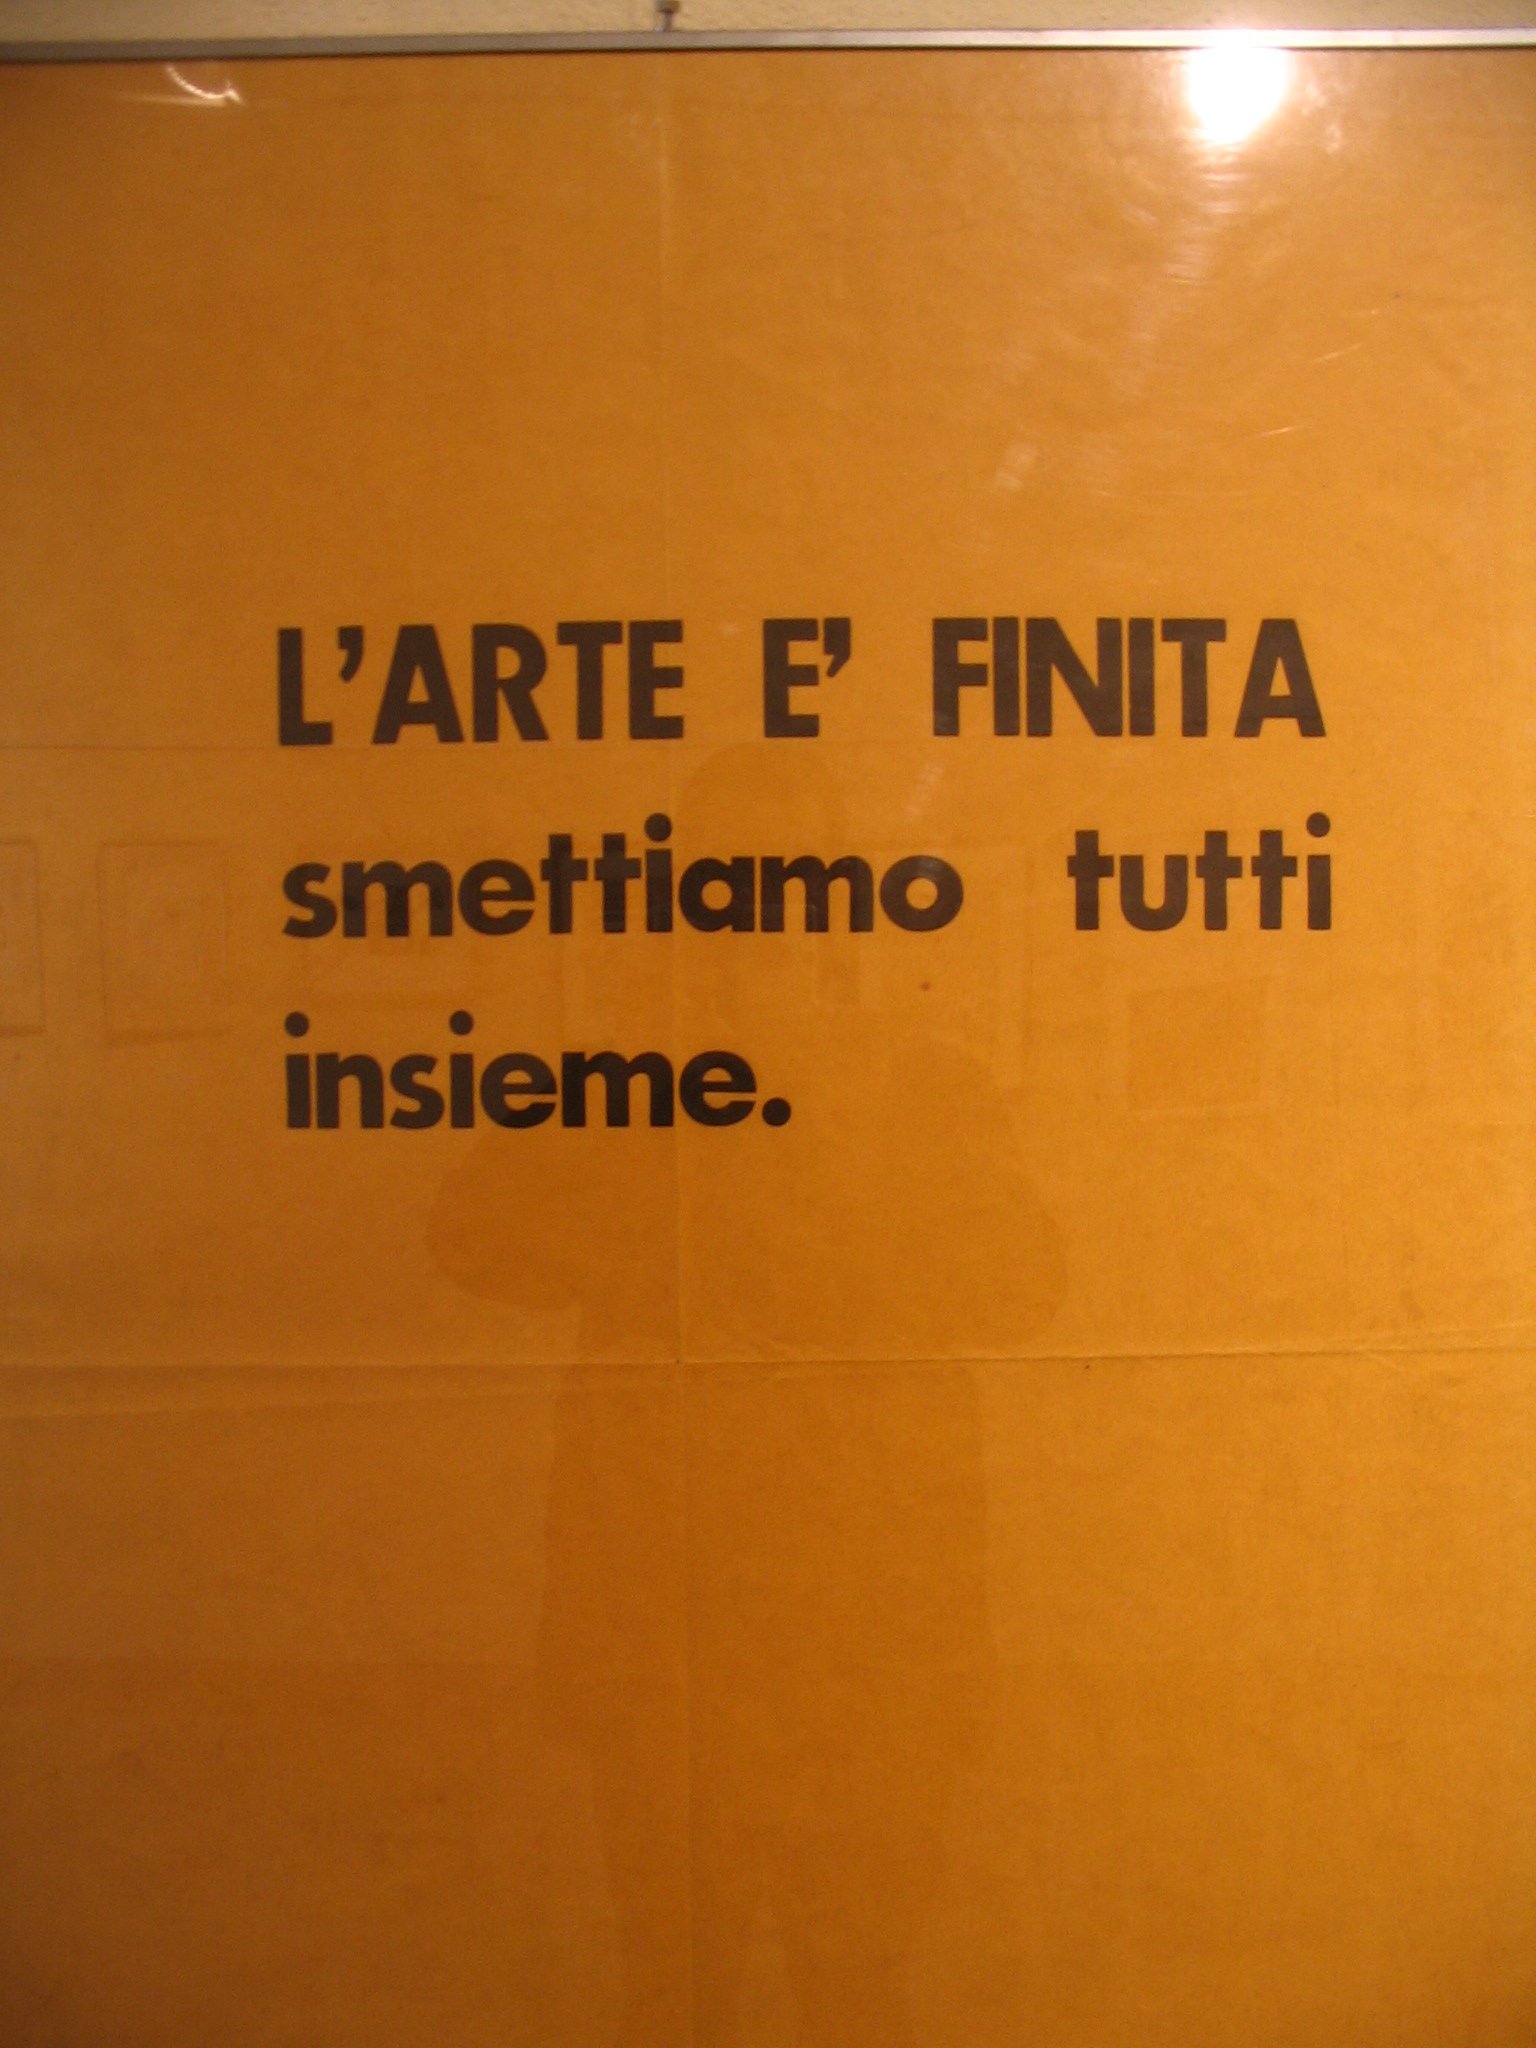 L'ARTE E' FINITA
smettiamo tutti
insieme.